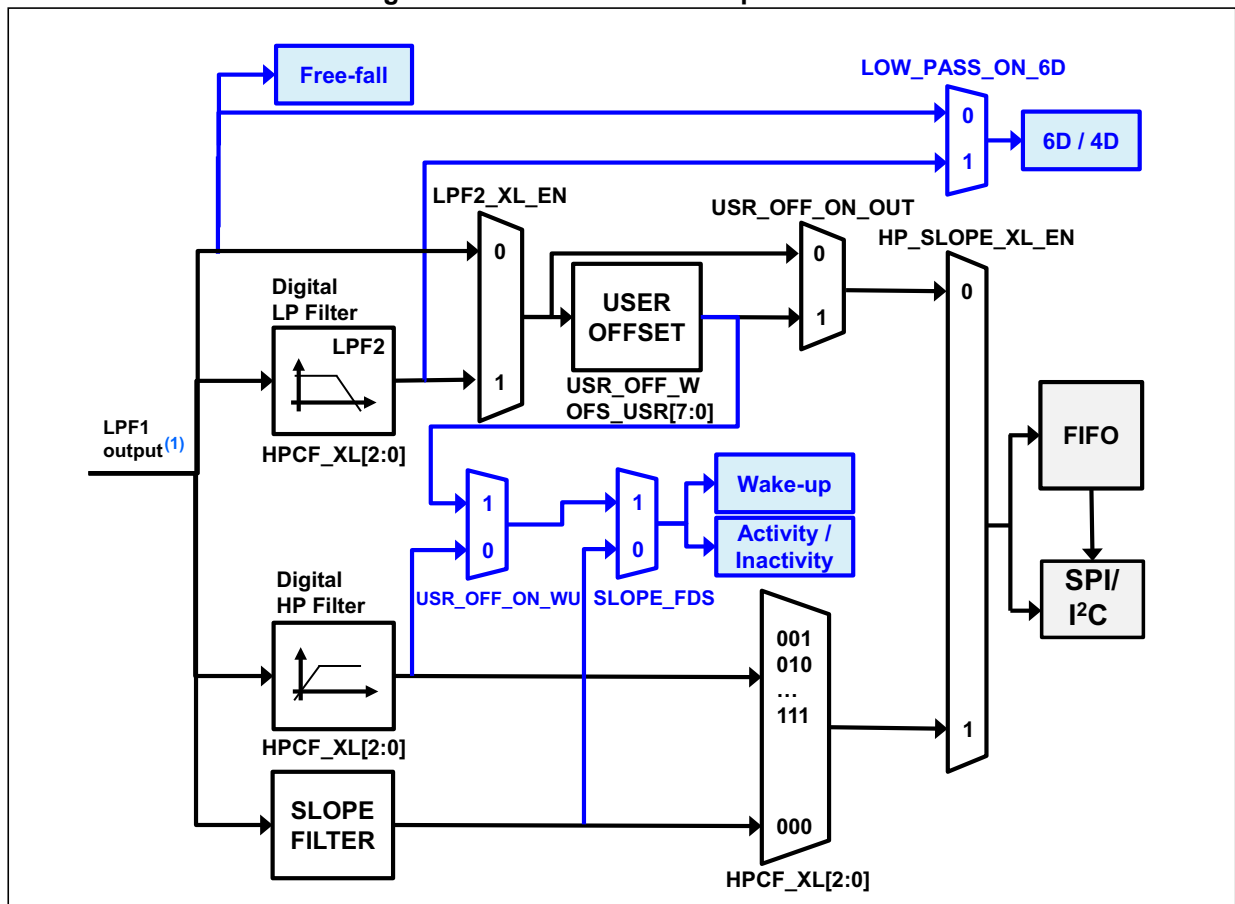 Free-fall
LOW_PASS_ON_6D
0
1
6D / 4D
LPF2_XL_EN
0
1
USR_OFF_ON_OUT
0
1
HP_SLOPE_XL_EN
0
1
Digital
LP Filter
LPF2
HPCF_XL[2:0]
USER
OFFSET
USR_OFF_W
OFS_USR[7:0]
LPF1
output(1)
FIFO
SPI/
I²C
1
0
USR_OFF_ON_WU
1
0
SLOPE_FDS
Wake-up
Activity /
Inactivity
Digital
HP Filter
HPCF_XL[2:0]
SLOPE
FILTER
001
010
...
111
000
HPCF_XL[2:0]